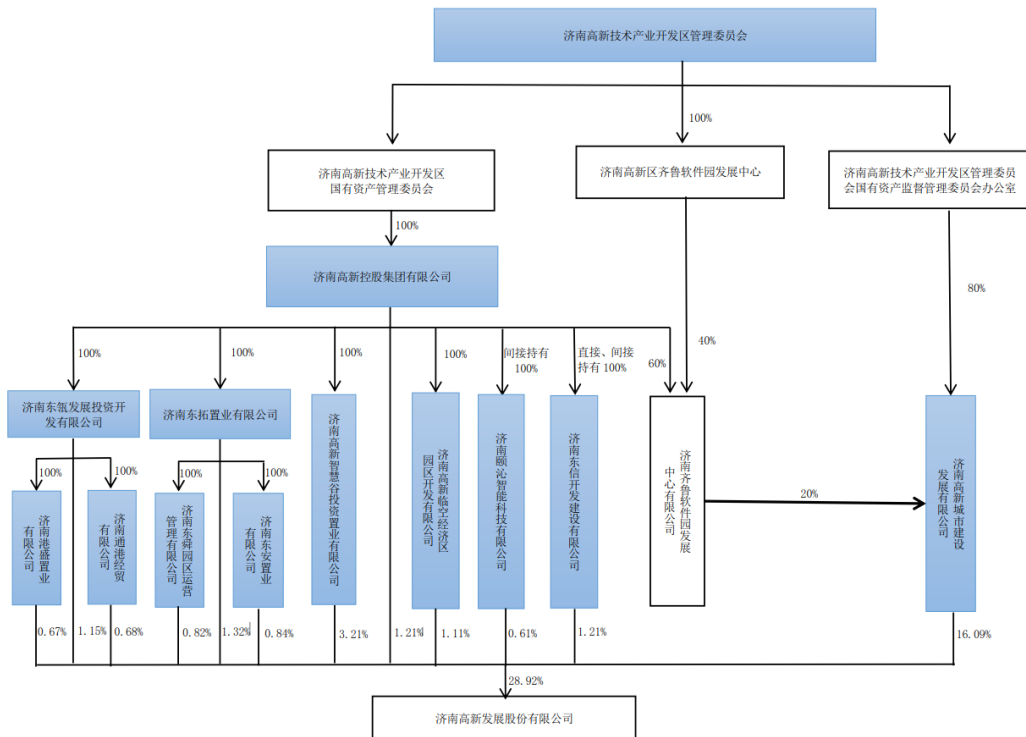 济南高新技术产业开发区管理委员会
100%
济南高新技术产业开发区
国有资产管理委员会
济南高新区齐鲁软件园发展中心
济南高新技术产业开发区管理委员
会国有资产监督管理委员会办公室
100%
济南高新控股集团有限公司
80%
40%
100%
100%
100%
100%
间接持有
100%
直接、间接
持有 100%
60%
济南东瓴发展投资开
发有限公司
济南东拓置业有限公司
济南高新智慧谷投资置业有限公司
济南高新临空经济区
园区开发有限公司
济南颐沁智能科技有限公司
济南东信开发建设有限公司
济南齐鲁软件园发展
中心有限公司
济南高新城市建设
发展有限公司
100%
100%
100%
100%
20%
济南港盛置业
有限公司
济南通港经贸
有限公司
济南东舜园区运营
管理有限公司
济南东安置业
有限公司
0.67%
1.15%
0.68%
0.82%
1.32%
0.84%
3.21%
1.21%
1.11%
0.61%
1.21%
16.09%
28.92%
济南高新发展股份有限公司